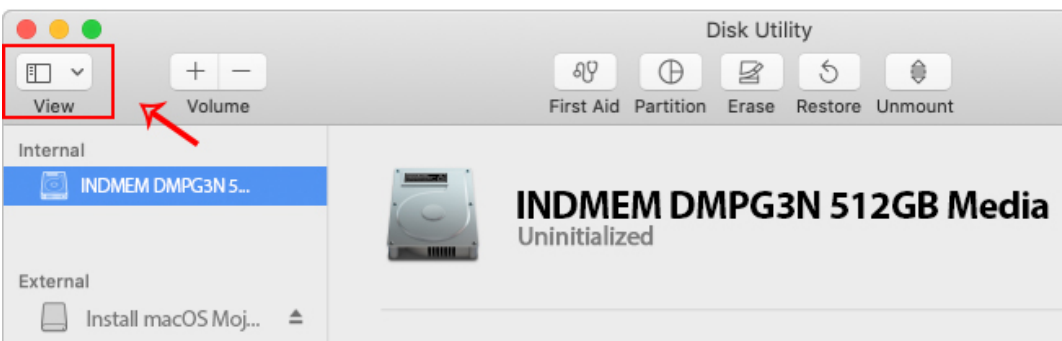 Disk Utility
View
Volume
First Aid Partition Erase Restore Unmount
Internal
INDMEM DMPG3N 5...
INDMEM DMPG3N 512GB Media
Uninitialized
External
Install macOS Moj...